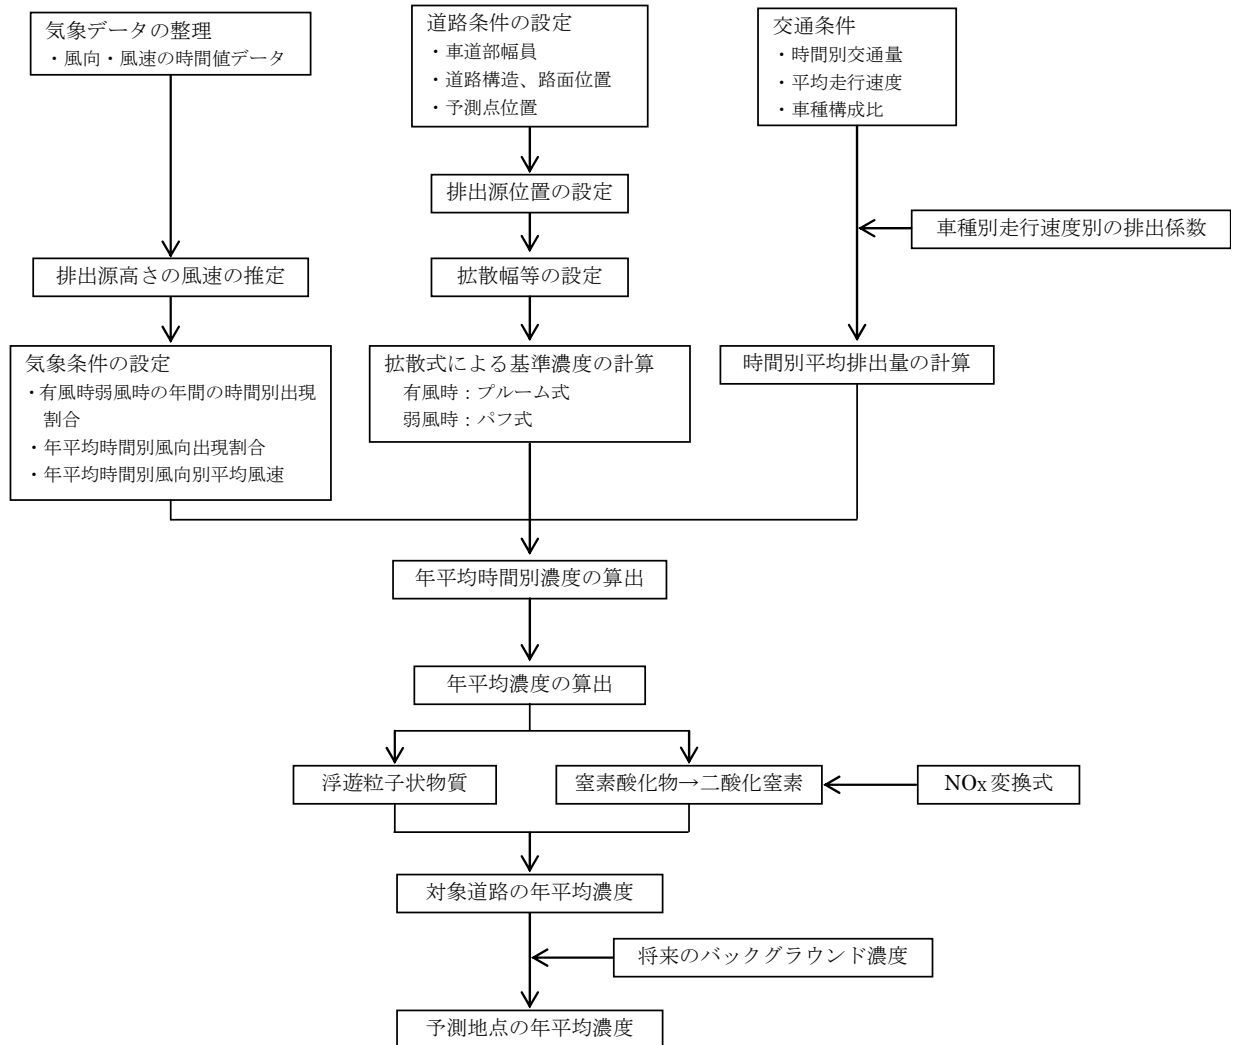 気象データの整理
・風向・風速の時間値データ
道路条件の設定
・車道部幅員
・道路構造、路面位置
・予測点位置
交通条件
・時間別交通量
・平均走行速度
・車種構成比
排出源位置の設定
車種別走行速度別の排出係数
排出源高さの風速の推定
拡散幅等の設定
気象条件の設定
・有風時弱風時の年間の時間別出現
割合
・年平均時間別風向出現割合
・年平均時間別風向別平均風速
拡散式による基準濃度の計算
有風時：プルーム式
弱風時：パフ式
時間別平均排出量の計算
年平均時間別濃度の算出
年平均濃度の算出
浮遊粒子状物質
窒素酸化物→二酸化窒素
NOx 変換式
対象道路の年平均濃度
将来のバックグラウンド濃度
予測地点の年平均濃度